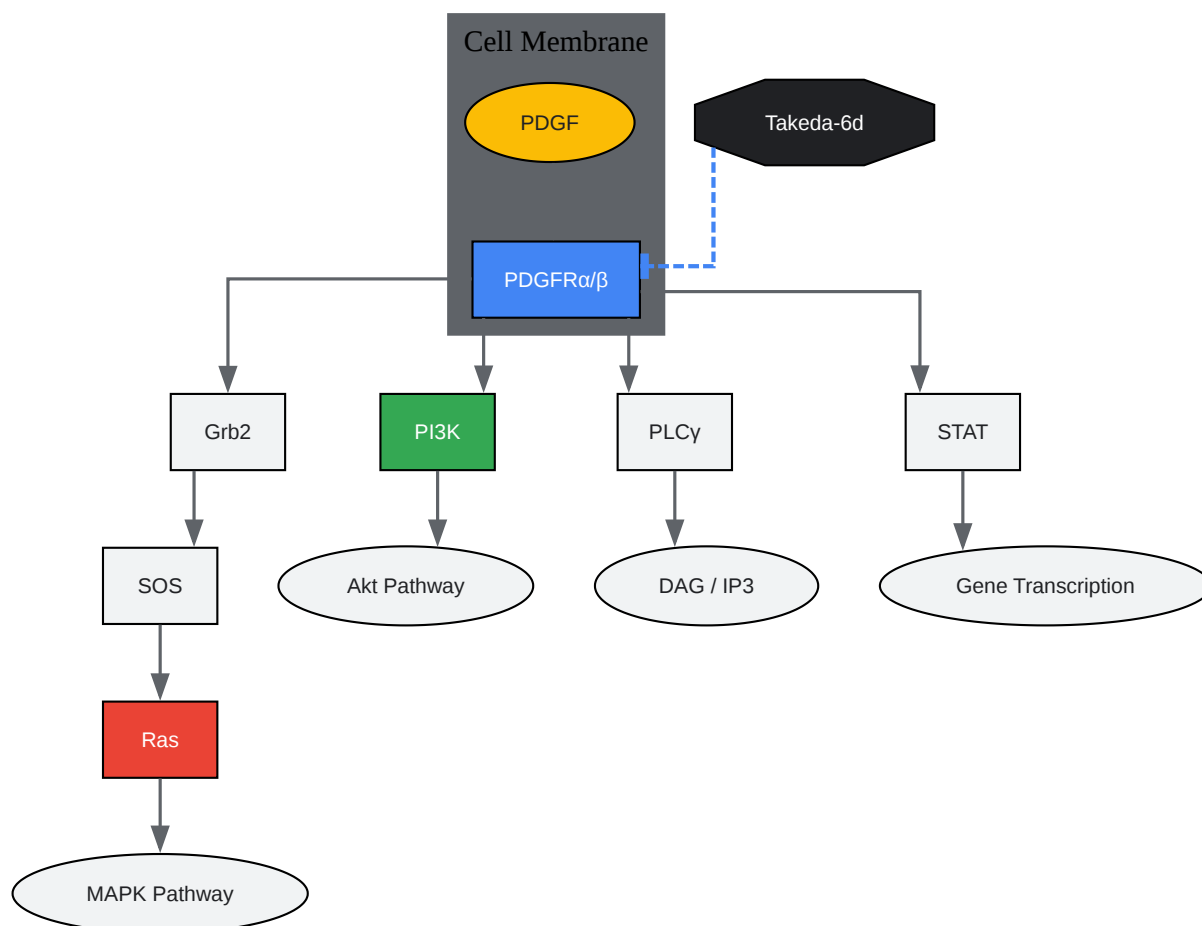 Cell Membrane
PDGF
Takeda-6d
PDGFRα/β
Grb2
PI3K
PLCγ
STAT
SOS
Akt Pathway
DAG / IP3
Gene Transcription
Ras
MAPK Pathway